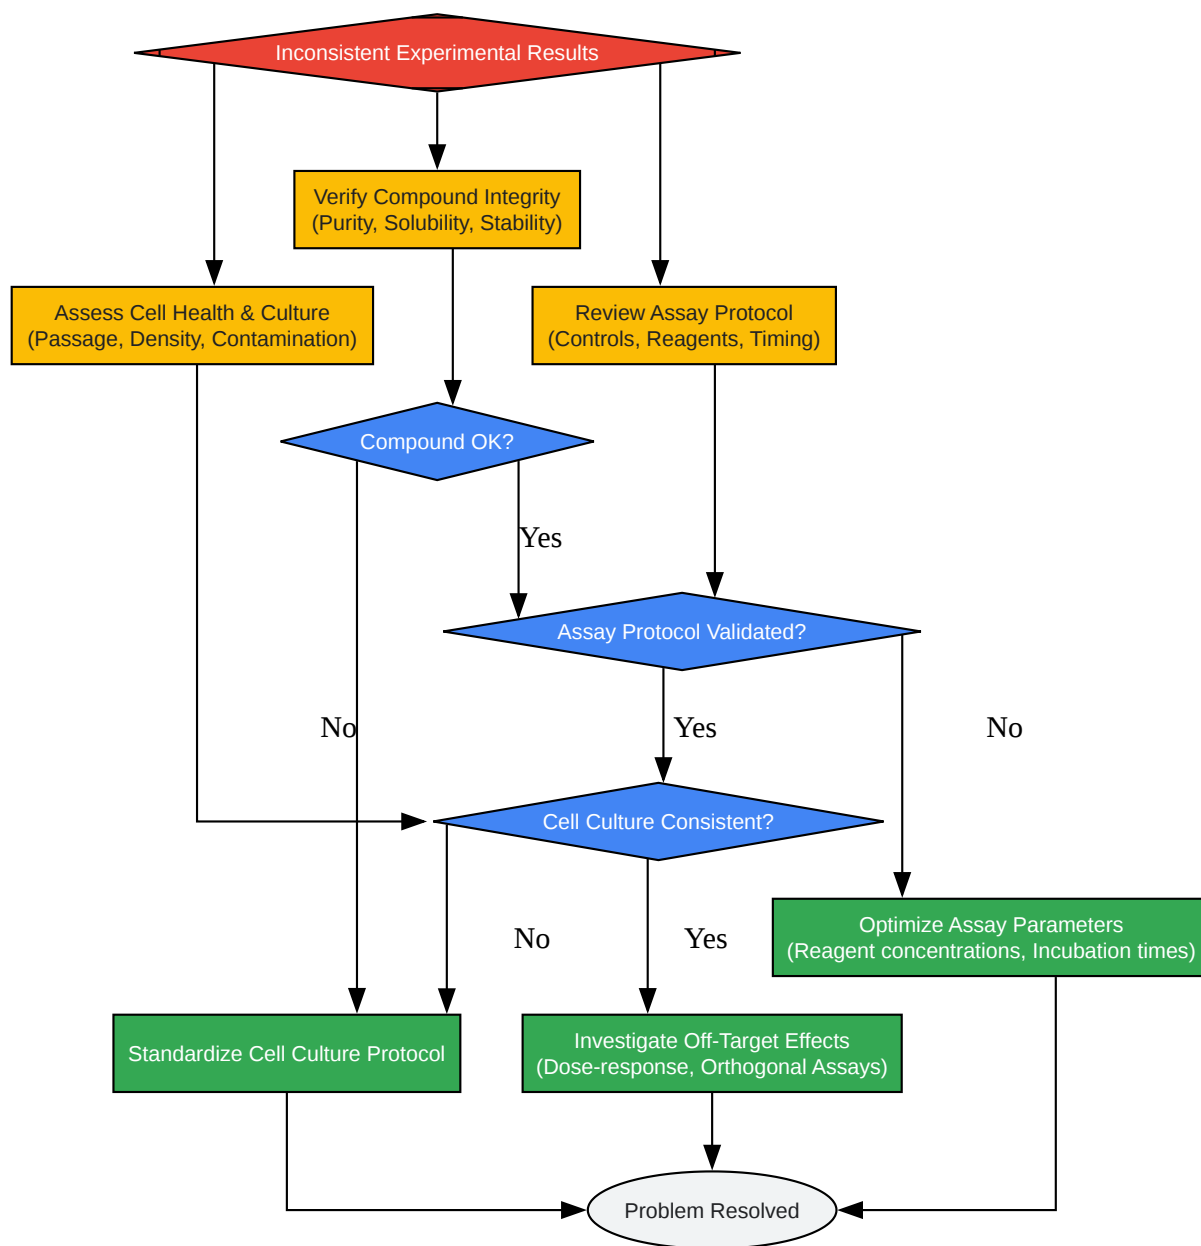 Inconsistent Experimental Results
Verify Compound Integrity
(Purity, Solubility, Stability)
Assess Cell Health & Culture
(Passage, Density, Contamination)
Review Assay Protocol
(Controls, Reagents, Timing)
Compound OK?
Yes
Assay Protocol Validated?
No
Yes
No
Cell Culture Consistent?
No
Yes
Optimize Assay Parameters
(Reagent concentrations, Incubation times)
Standardize Cell Culture Protocol
Investigate Off-Target Effects
(Dose-response, Orthogonal Assays)
Problem Resolved